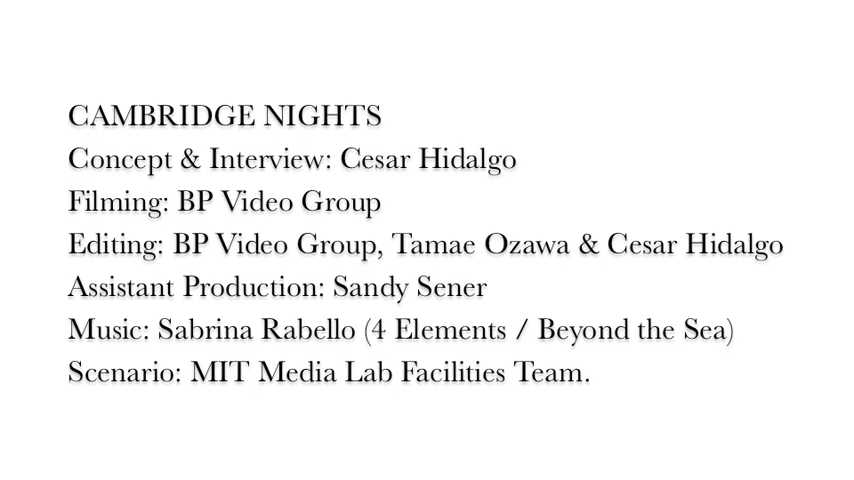 CAMBRIDGE NIGHTS
Concept & Interview: Cesar Hidalgo
Filming: BP Video Group
Editing: BP Video Group, Tamae Ozawa & Cesar Hidalgo
Assistant Production: Sandy Sener
Music: Sabrina Rabello (4 Elements / Beyond the Sea)
Scenario: MIT Media Lab Facilities Team.